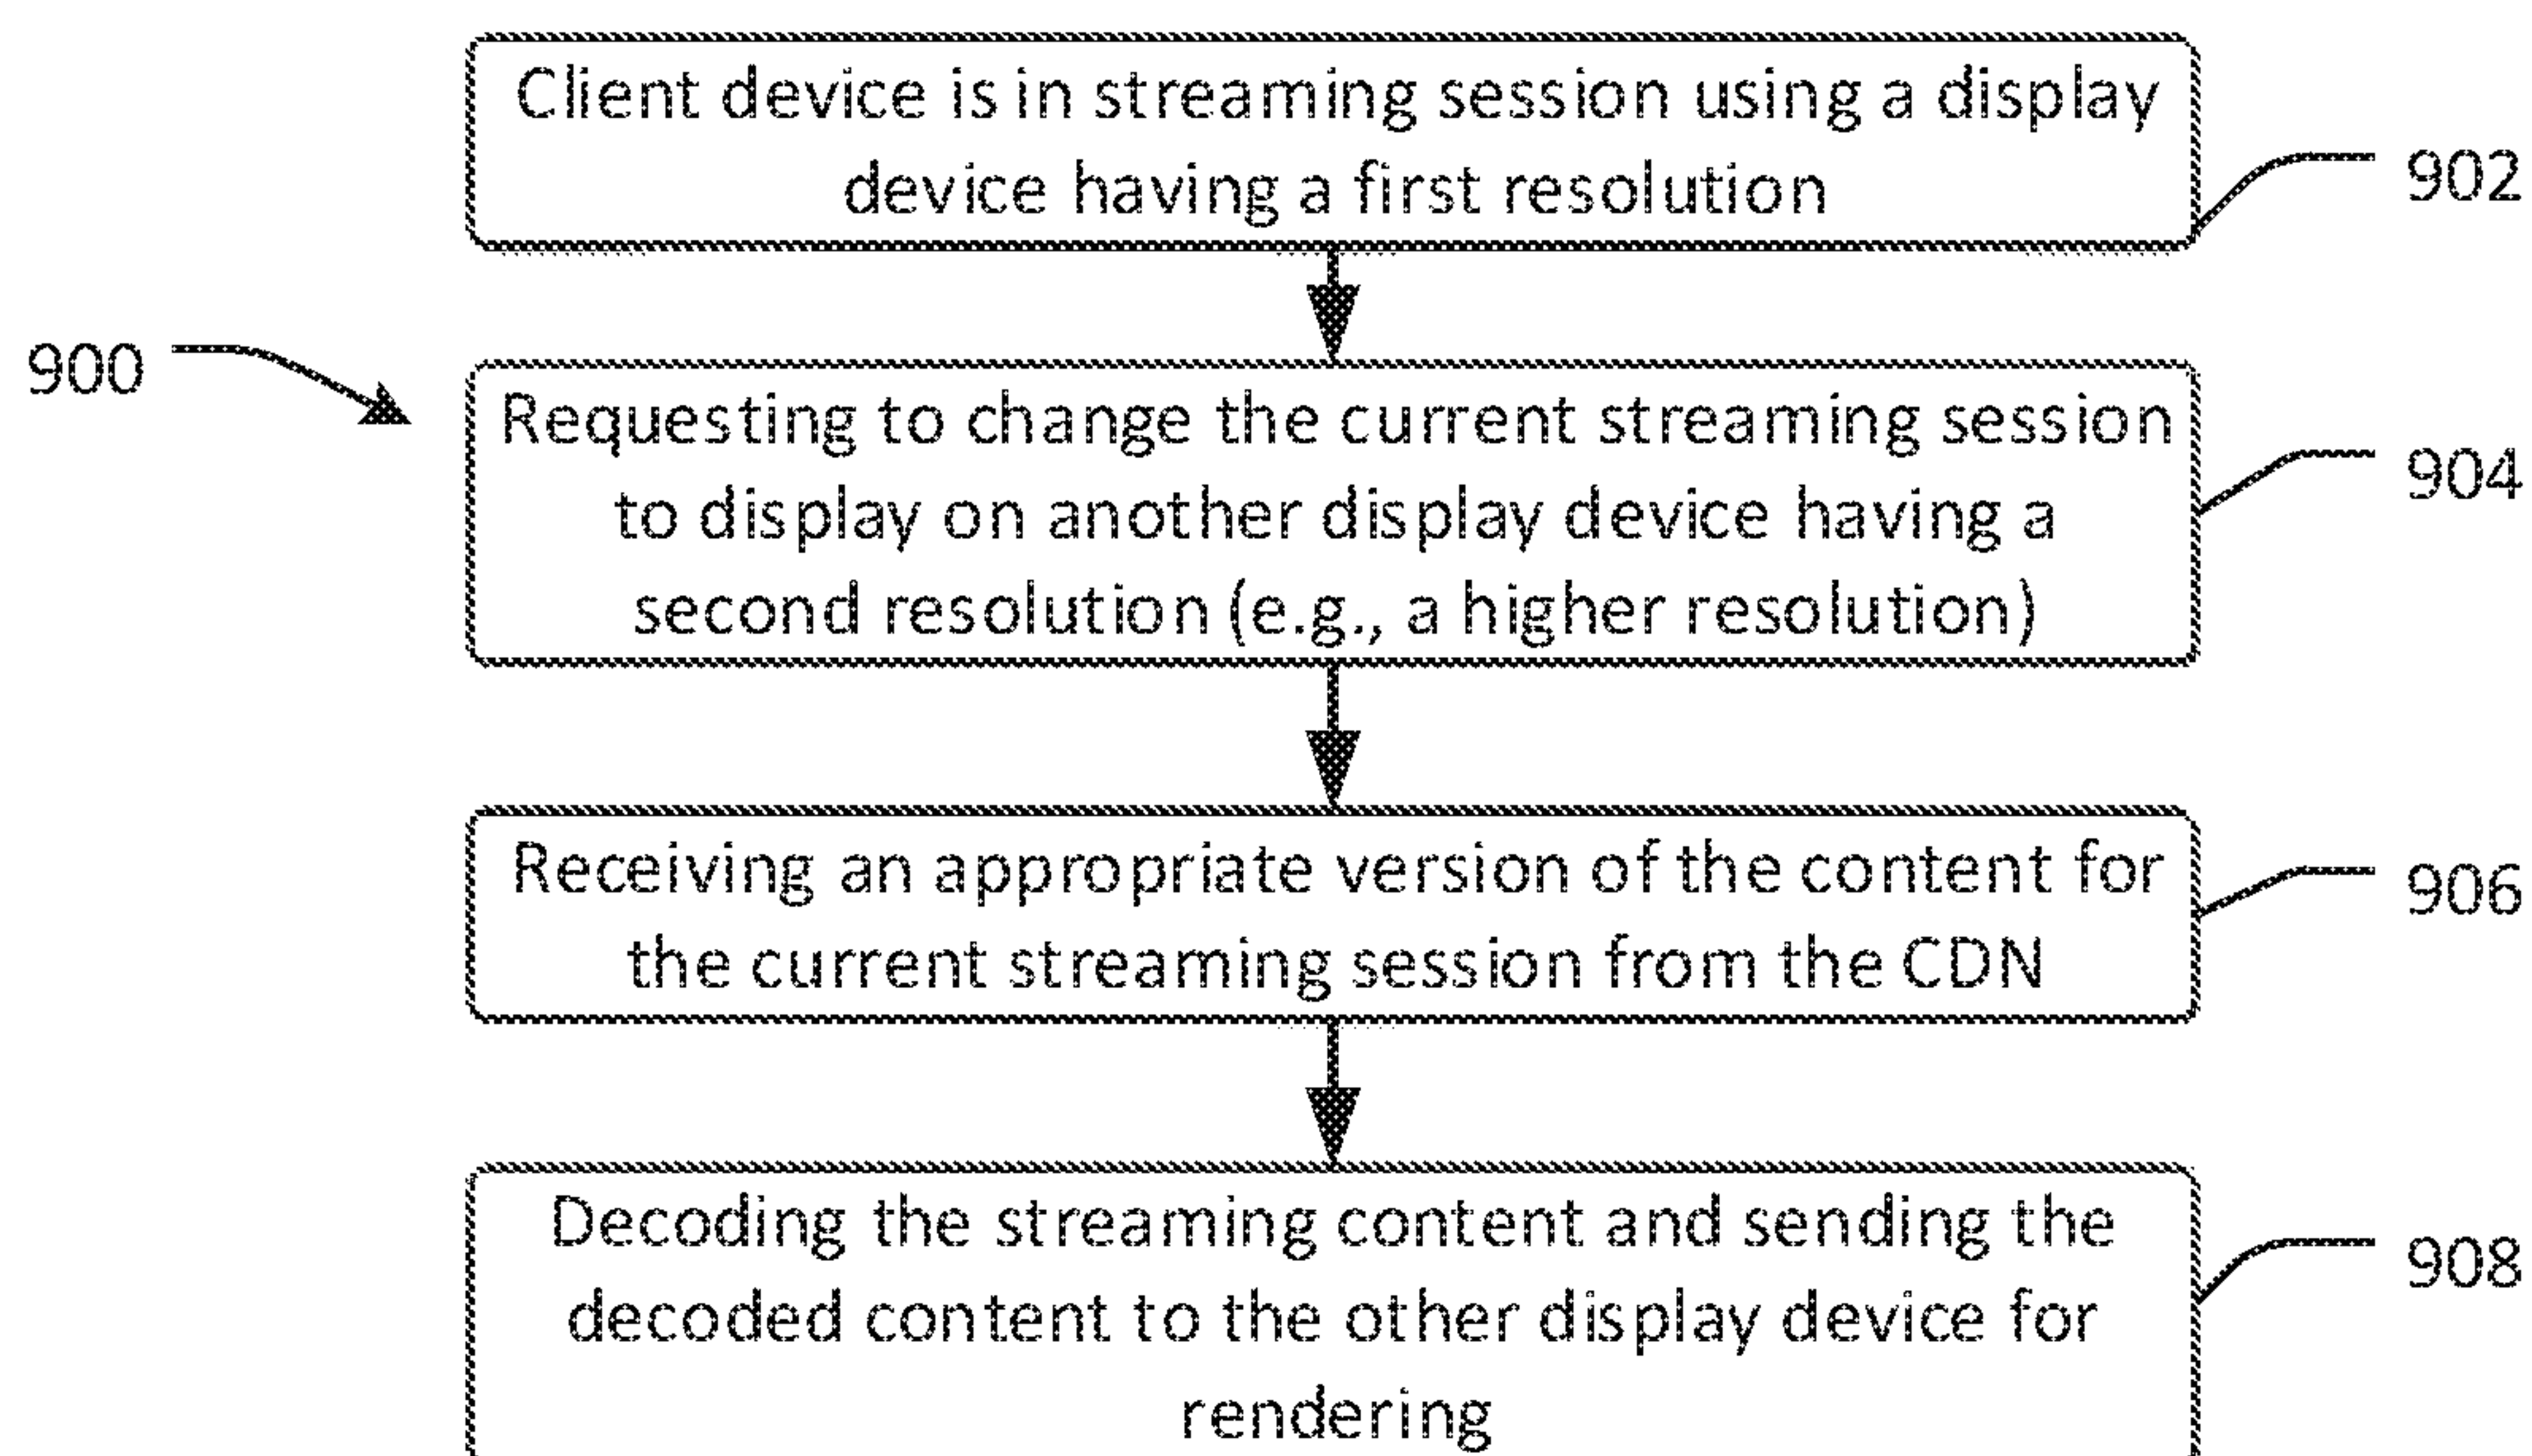 Client device is in streaming session using a display
device having a first resolution
902
900
Requesting to change the current streaming session
to display on another display device having a
second resolution (e.g., a higher resolution)
904
Receiving an appropriate version of the content for
the current streaming session from the CDN
906
Decoding the streaming content and sending the
decoded content to the other display device for
rendering
908